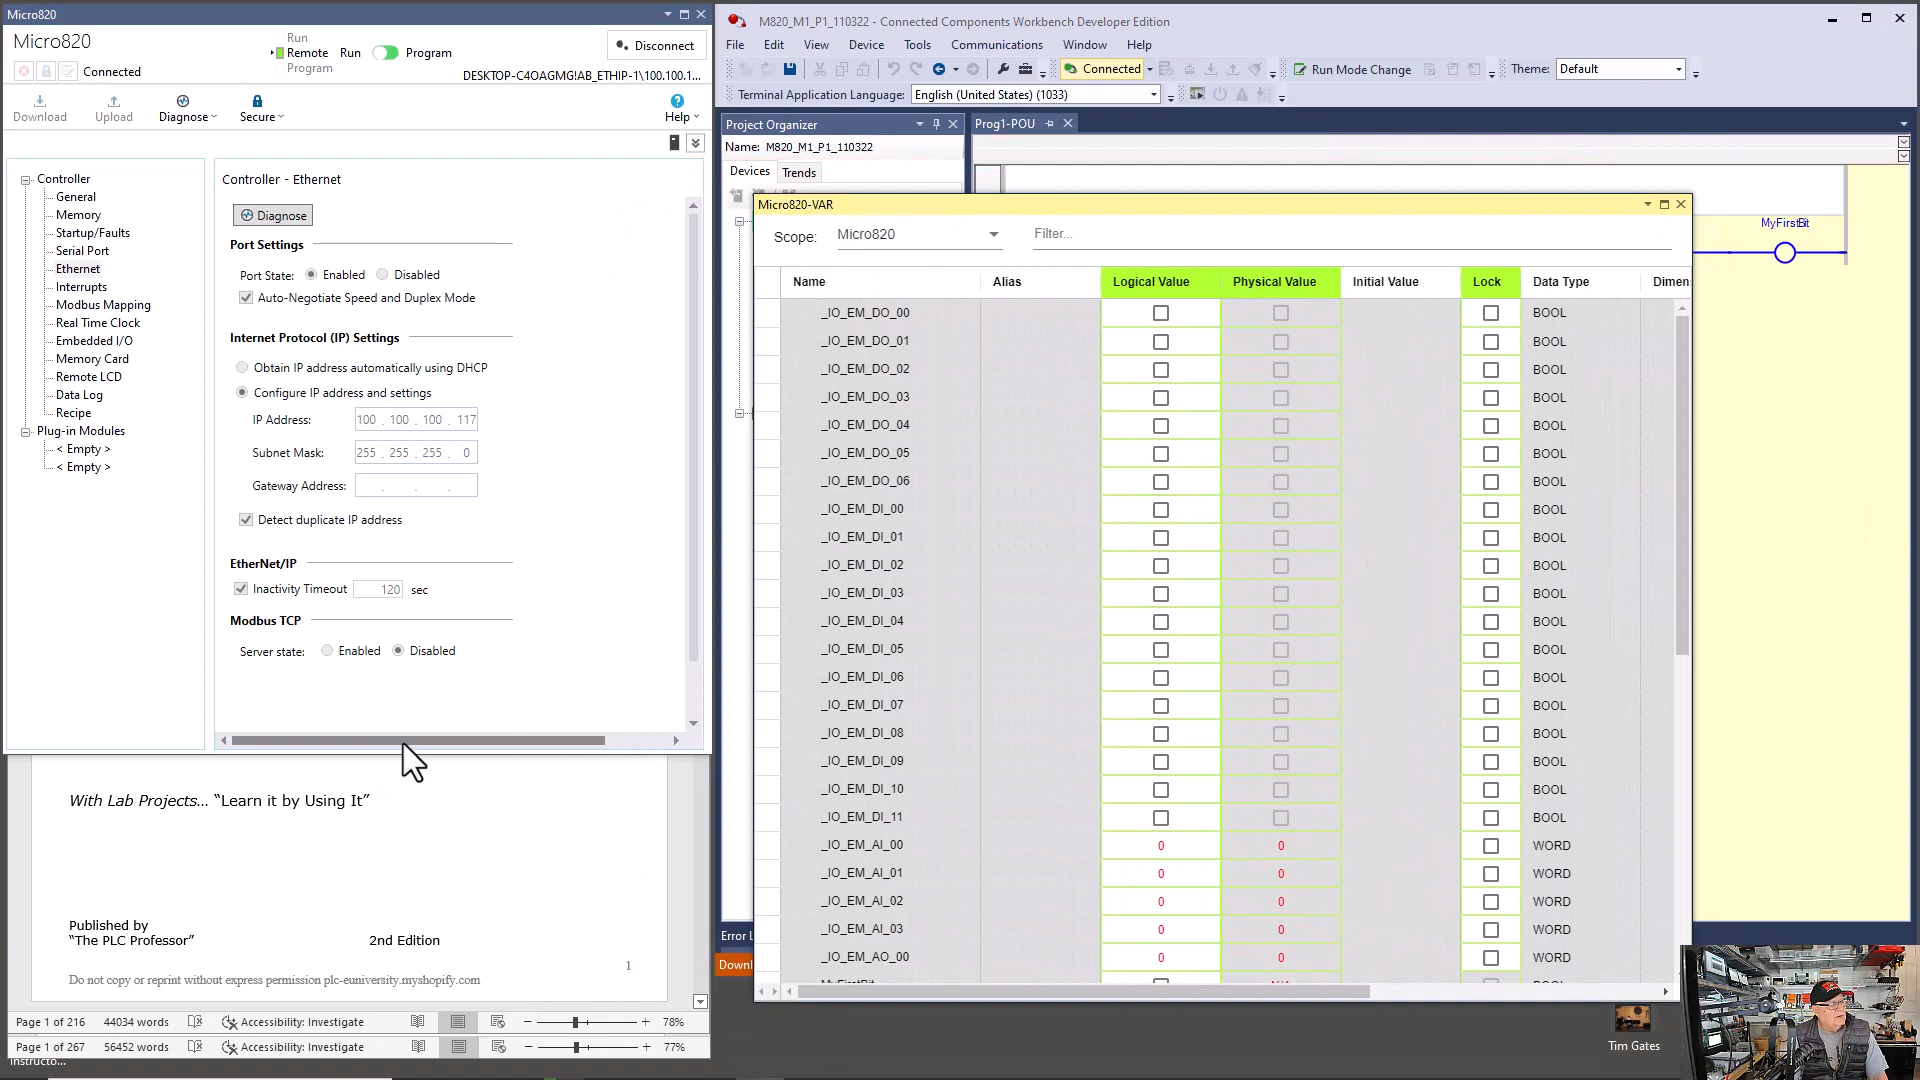 Micro820
Micro820
Run
Remote Run Program
Program
Disconnect
Connected
DESKTOP-C4OAGMG!AB_ETHIP-1\100.100.1...
Download
Upload
Diagnose
Secure
Help
Controller
General
Memory
Startup/Faults
Serial Port
Ethernet
Interrupts
Modbus Mapping
Real Time Clock
Embedded I/O
Memory Card
Remote LCD
Data Log
Recipe
Plug-in Modules
< Empty >
< Empty >
Controller - Ethernet
Diagnose
Port Settings
Port State: Enabled Disabled
Auto-Negotiate Speed and Duplex Mode
Internet Protocol (IP) Settings
Obtain IP address automatically using DHCP
Configure IP address and settings
IP Address: 100 . 100 . 100 . 117
Subnet Mask: 255 . 255 . 255 . 0
Gateway Address: . . .
Detect duplicate IP address
EtherNet/IP
Inactivity Timeout 120 sec
Modbus TCP
Server state: Enabled Disabled
With Lab Projects... “Learn it by Using It”
Published by
“The PLC Professor” 2nd Edition
1
Do not copy or reprint without express permission plc-euniversity.myshopify.com
Page 1 of 216 44034 words Accessibility: Investigate 78%
Page 1 of 267 56452 words Accessibility: Investigate 77%
Instructo...
M820_M1_P1_110322 - Connected Components Workbench Developer Edition
File Edit View Device Tools Communications Window Help
Connected Run Mode Change Theme: Default
Terminal Application Language: English (United States) (1033)
Project Organizer
Name: M820_M1_P1_110322
Devices Trends
Prog1-POU
MyFirstBit
Micro820-VAR
Scope: Micro820 Filter...
Name Alias Logical Value Physical Value Initial Value Lock Data Type Dimen
_IO_EM_DO_00 BOOL
_IO_EM_DO_01 BOOL
_IO_EM_DO_02 BOOL
_IO_EM_DO_03 BOOL
_IO_EM_DO_04 BOOL
_IO_EM_DO_05 BOOL
_IO_EM_DO_06 BOOL
_IO_EM_DI_00 BOOL
_IO_EM_DI_01 BOOL
_IO_EM_DI_02 BOOL
_IO_EM_DI_03 BOOL
_IO_EM_DI_04 BOOL
_IO_EM_DI_05 BOOL
_IO_EM_DI_06 BOOL
_IO_EM_DI_07 BOOL
_IO_EM_DI_08 BOOL
_IO_EM_DI_09 BOOL
_IO_EM_DI_10 BOOL
_IO_EM_DI_11 BOOL
_IO_EM_AI_00 0 0 WORD
_IO_EM_AI_01 0 0 WORD
_IO_EM_AI_02 0 0 WORD
_IO_EM_AI_03 0 0 WORD
_IO_EM_AO_00 0 0 WORD
MyFirstBit N/A BOOL
Error L
Downl
Tim Gates